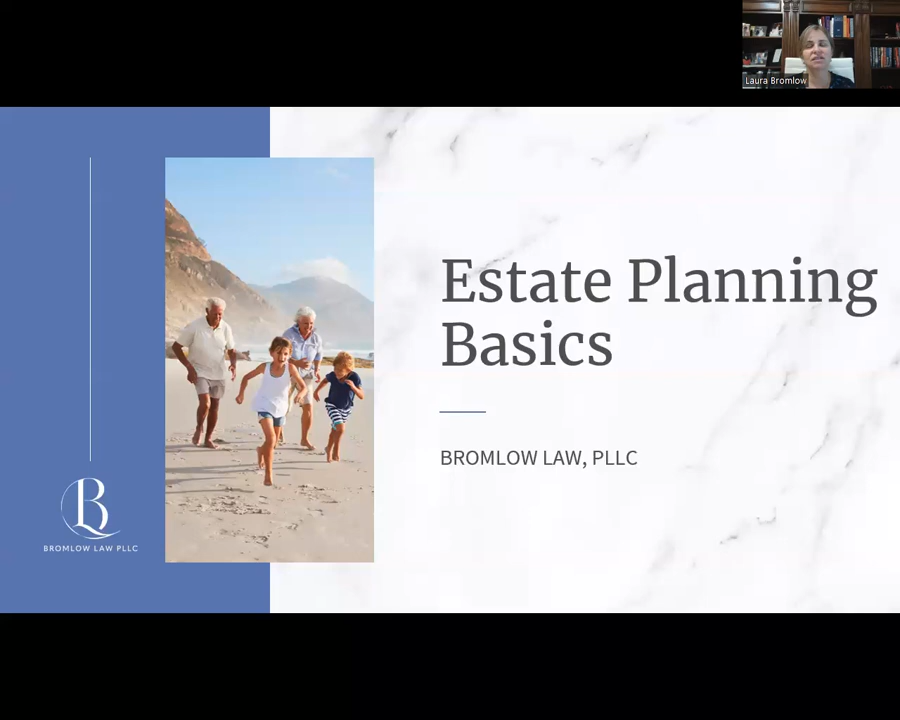 Laura Bromlow
Estate Planning
Basics
BROMLOW LAW, PLLC
B
BROMLOW LAW PLLC